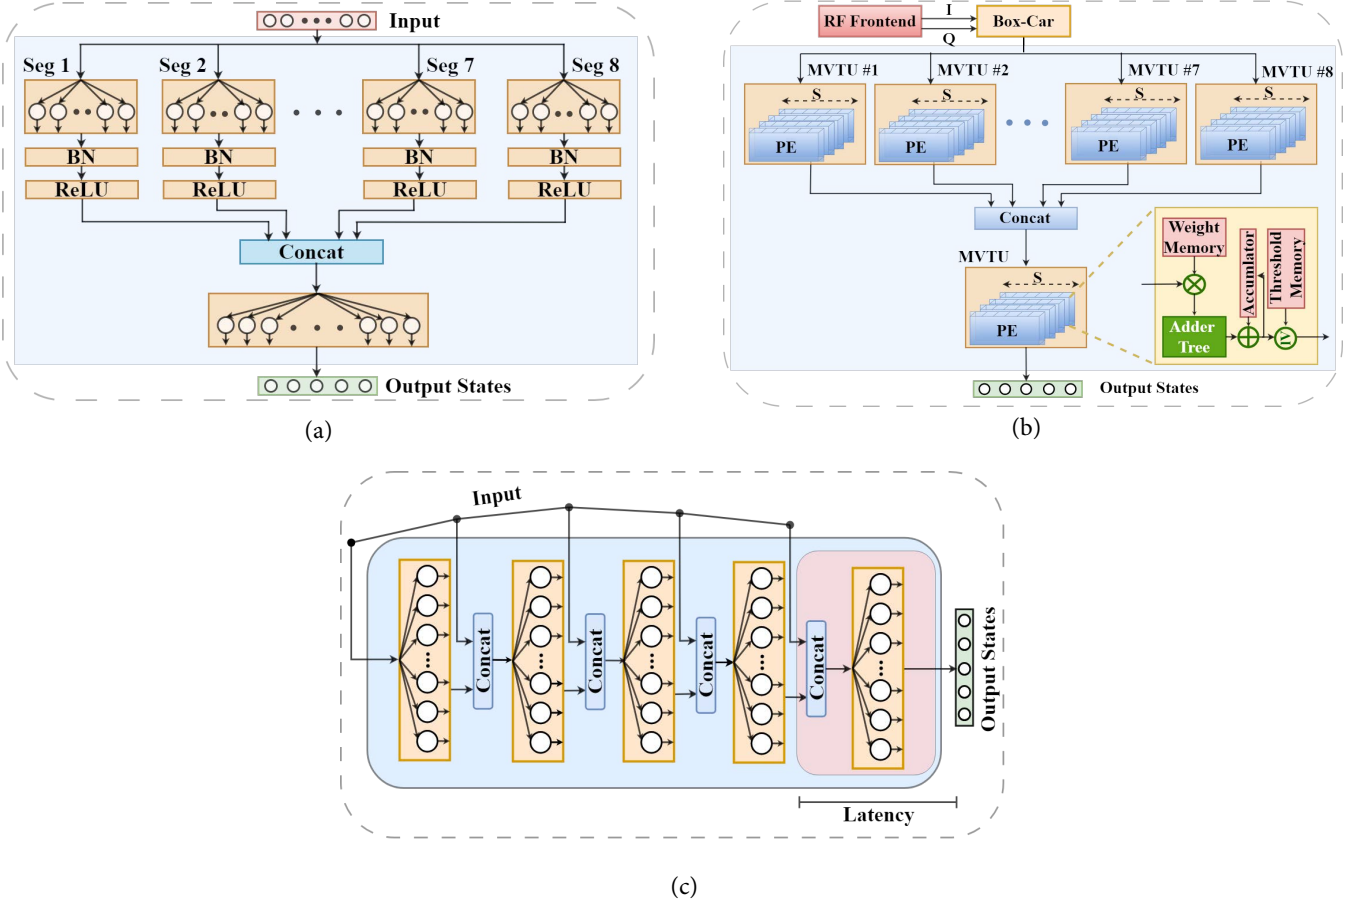 Input
Seg 1
Seg 2
Seg 7
Seg 8
BN
BN
BN
BN
ReLU
ReLU
ReLU
ReLU
Concat
Output States
(a)
RF Frontend
I
Q
Box-Car
MVTU #1
MVTU #2
MVTU #7
MVTU #8
S
S
S
S
PE
PE
PE
PE
Concat
MVTU
S
PE
Weight
Memory
Adder
Tree
Accumulator
Threshold
Memory
IV
Output States
(b)
Input
Concat
Concat
Concat
Concat
Output States
Latency
(c)